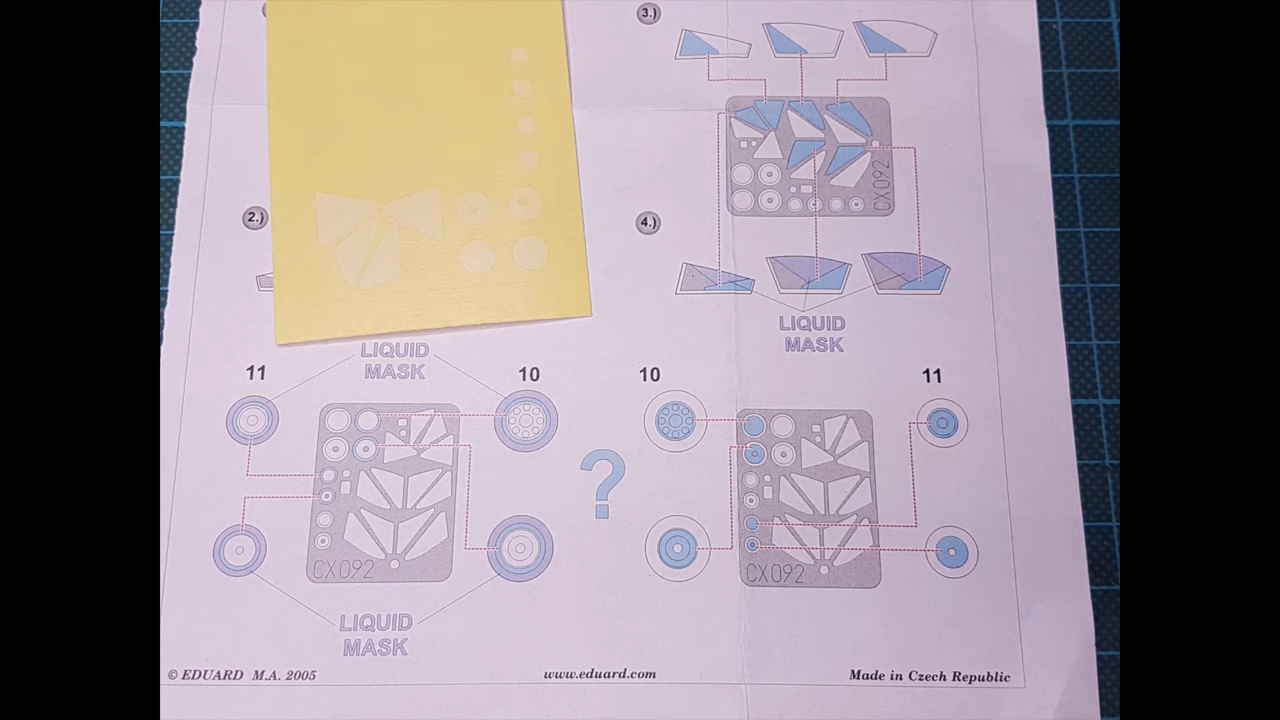 3.)
CX092
2.)
4.)
LIQUID
MASK
LIQUID
MASK
11
10
10
11
?
CX092
CX092
LIQUID
MASK
© EDUARD M.A. 2005
www.eduard.com
Made in Czech Republic